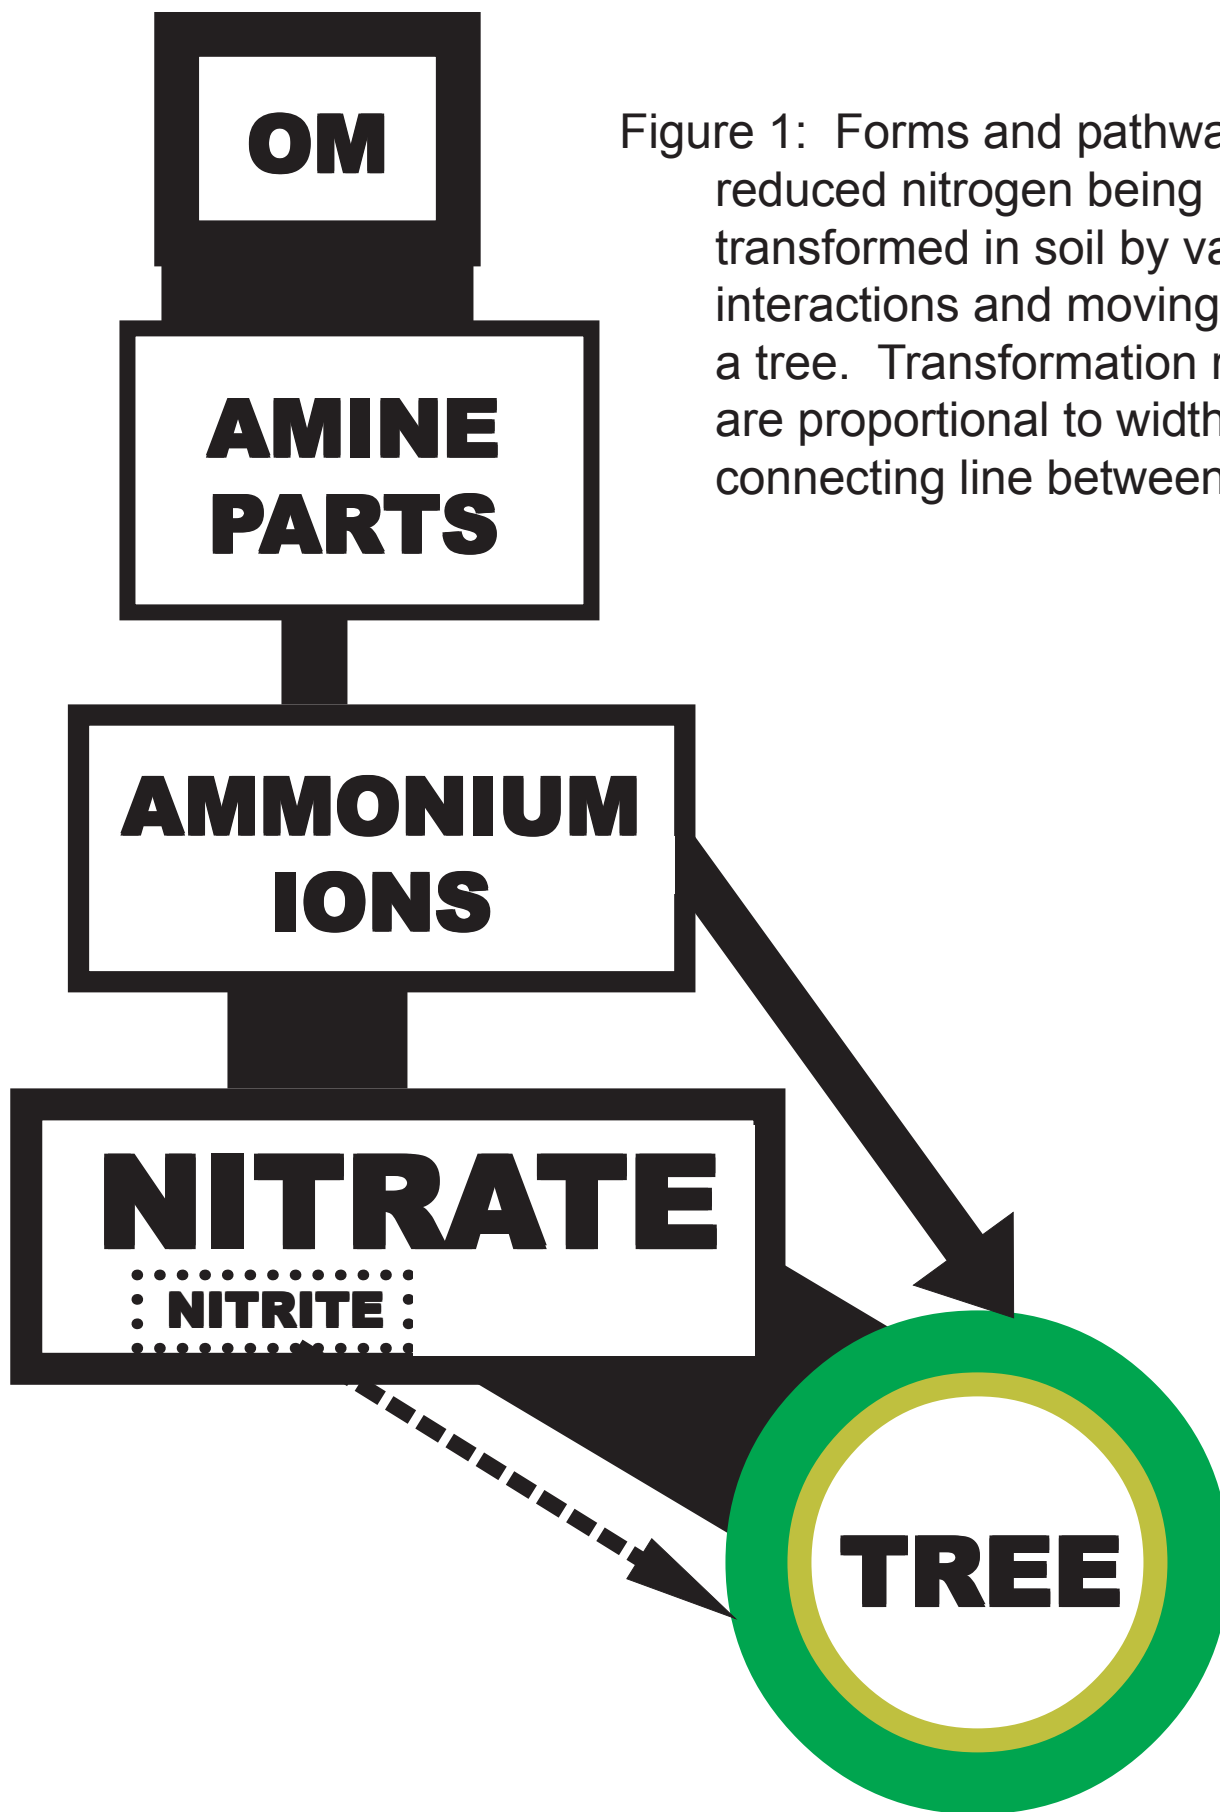 OM
Figure 1: Forms and pathwa
reduced nitrogen being
transformed in soil by va
interactions and moving
a tree. Transformation r
are proportional to width
connecting line between
AMINE
PARTS
AMMONIUM
IONS
NITRATE
NITRITE
TREE